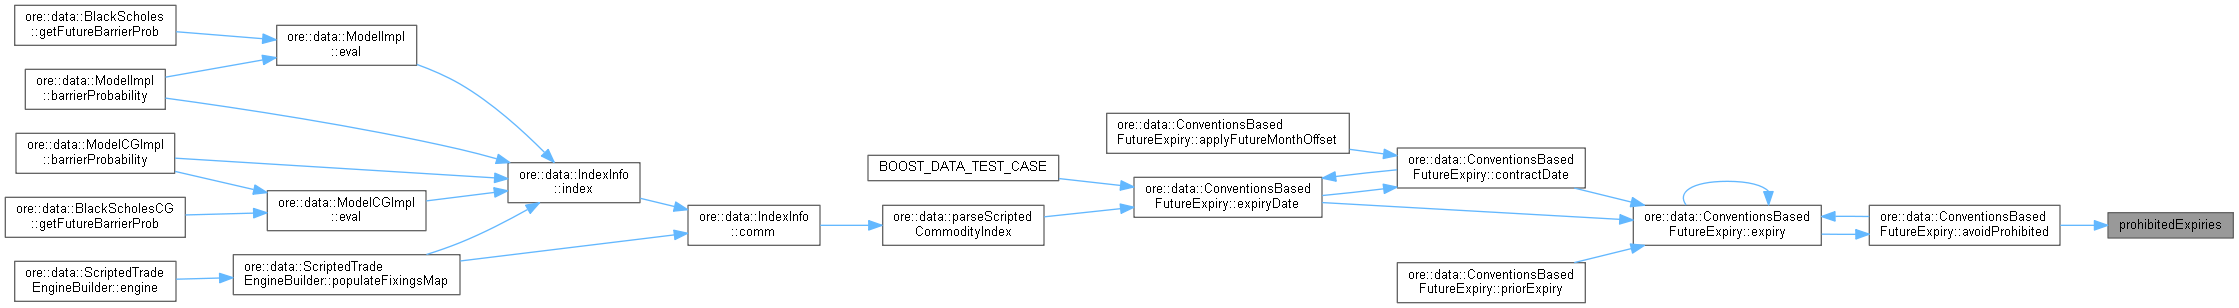 ore::data::BlackScholes
::getFutureBarrierProb
ore::data::ModelImpl
::eval
ore::data::ModelImpl
::barrierProbability
ore::data::ModelCGImpl
::barrierProbability
ore::data::BlackScholesCG
::getFutureBarrierProb
ore::data::ModelCGImpl
::eval
ore::data::ScriptedTrade
EngineBuilder::engine
ore::data::ScriptedTrade
EngineBuilder::populateFixingsMap
ore::data::IndexInfo
::index
ore::data::IndexInfo
::comm
ore::data::parseScripted
CommodityIndex
BOOST_DATA_TEST_CASE
ore::data::ConventionsBased
FutureExpiry::applyFutureMonthOffset
ore::data::ConventionsBased
FutureExpiry::expiryDate
ore::data::ConventionsBased
FutureExpiry::contractDate
ore::data::ConventionsBased
FutureExpiry::priorExpiry
ore::data::ConventionsBased
FutureExpiry::expiry
ore::data::ConventionsBased
FutureExpiry::avoidProhibited
prohibitedExpiries